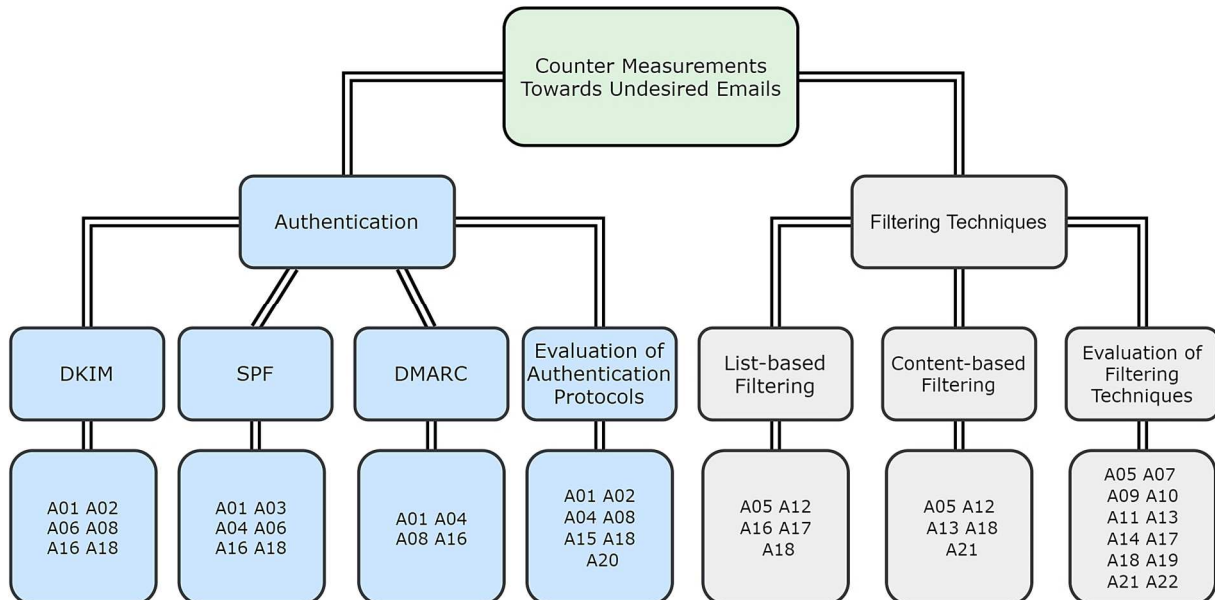 Counter Measurements
Towards Undesired Emails
Authentication
Filtering Techniques
DKIM
SPF
DMARC
Evaluation of
Authentication
Protocols
List-based
Filtering
Content-based
Filtering
Evaluation of
Filtering
Techniques
A01 A02
A06 A08
A16 A18
A01 A03
A04 A06
A16 A18
A01 A04
A08 A16
A01 A02
A04 A08
A15 A18
A20
A05 A12
A16 A17
A18
A05 A12
A13 A18
A21
A05 A07
A09 A10
A11 A13
A14 A17
A18 A19
A21 A22